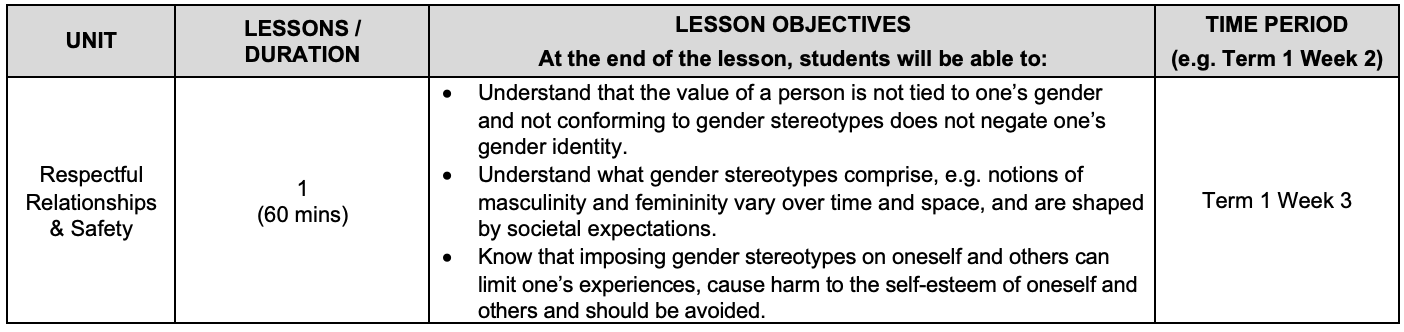 UNIT
LESSONS /
DURATION
LESSON OBJECTIVES
At the end of the lesson, students will be able to:
TIME PERIOD
(e.g. Term 1 Week 2)
Respectful
Relationships
& Safety
1
(60 mins)
• Understand that the value of a person is not tied to one’s gender
and not conforming to gender stereotypes does not negate one’s
gender identity.
• Understand what gender stereotypes comprise, e.g. notions of
masculinity and femininity vary over time and space, and are shaped
by societal expectations.
• Know that imposing gender stereotypes on oneself and others can
limit one’s experiences, cause harm to the self-esteem of oneself and
others and should be avoided.
Term 1 Week 3